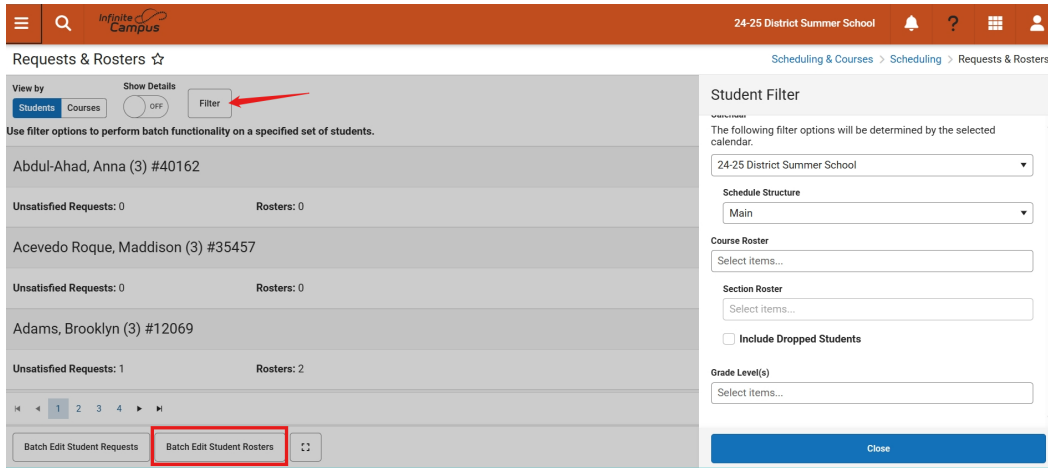 Infinite
Campus
24-25 District Summer School
?
Requests & Rosters
Scheduling & Courses > Scheduling > Requests & Rosters
View by
Show Details
Students
Courses
OFF
Filter
Use filter options to perform batch functionality on a specified set of students.
Abdul-Ahad, Anna (3) #40162
Unsatisfied Requests: 0
Rosters: 0
Acevedo Roque, Maddison (3) #35457
Unsatisfied Requests: 0
Rosters: 0
Adams, Brooklyn (3) #12069
Unsatisfied Requests: 1
Rosters: 2
1 2 3 4
Batch Edit Student Requests
Batch Edit Student Rosters
Student Filter
Calendar
The following filter options will be determined by the selected
calendar.
24-25 District Summer School
Schedule Structure
Main
Course Roster
Select items...
Section Roster
Select items...
Include Dropped Students
Grade Level(s)
Select items...
Close